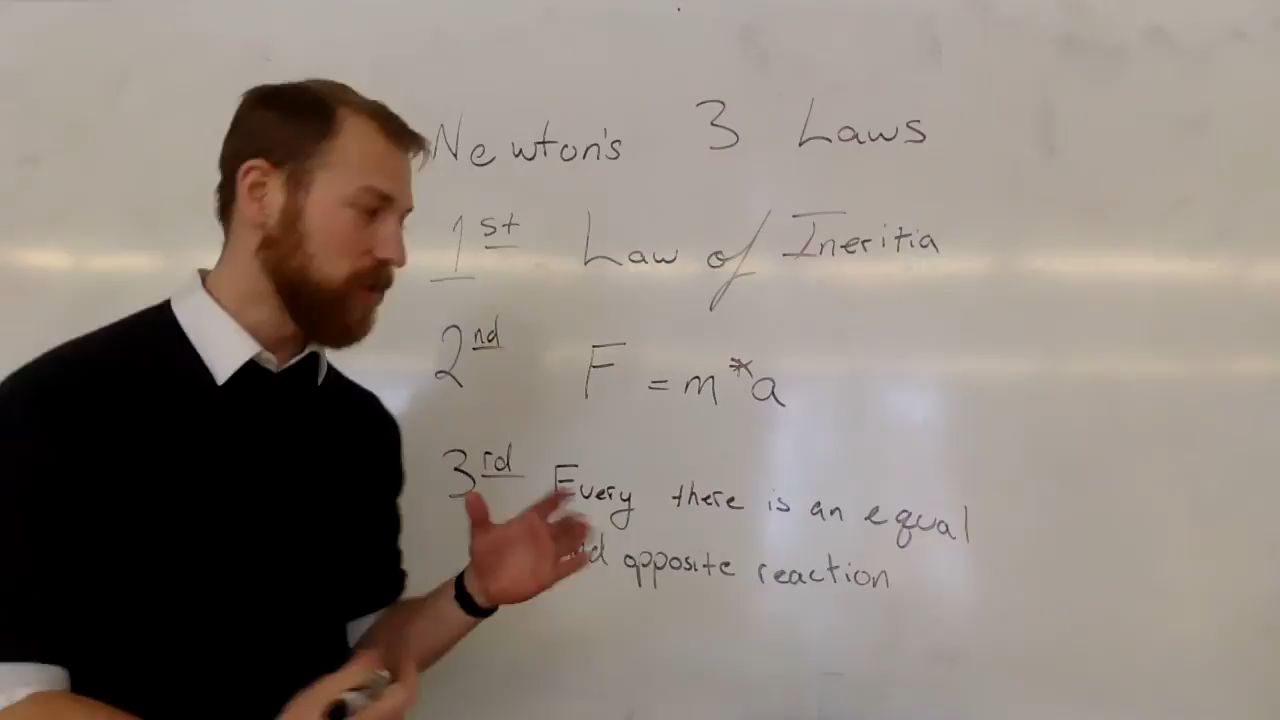 Newton's 3 Laws
1st Law of Ineritia
2nd F = m*a
3rd Every there is an equal
opposite reaction